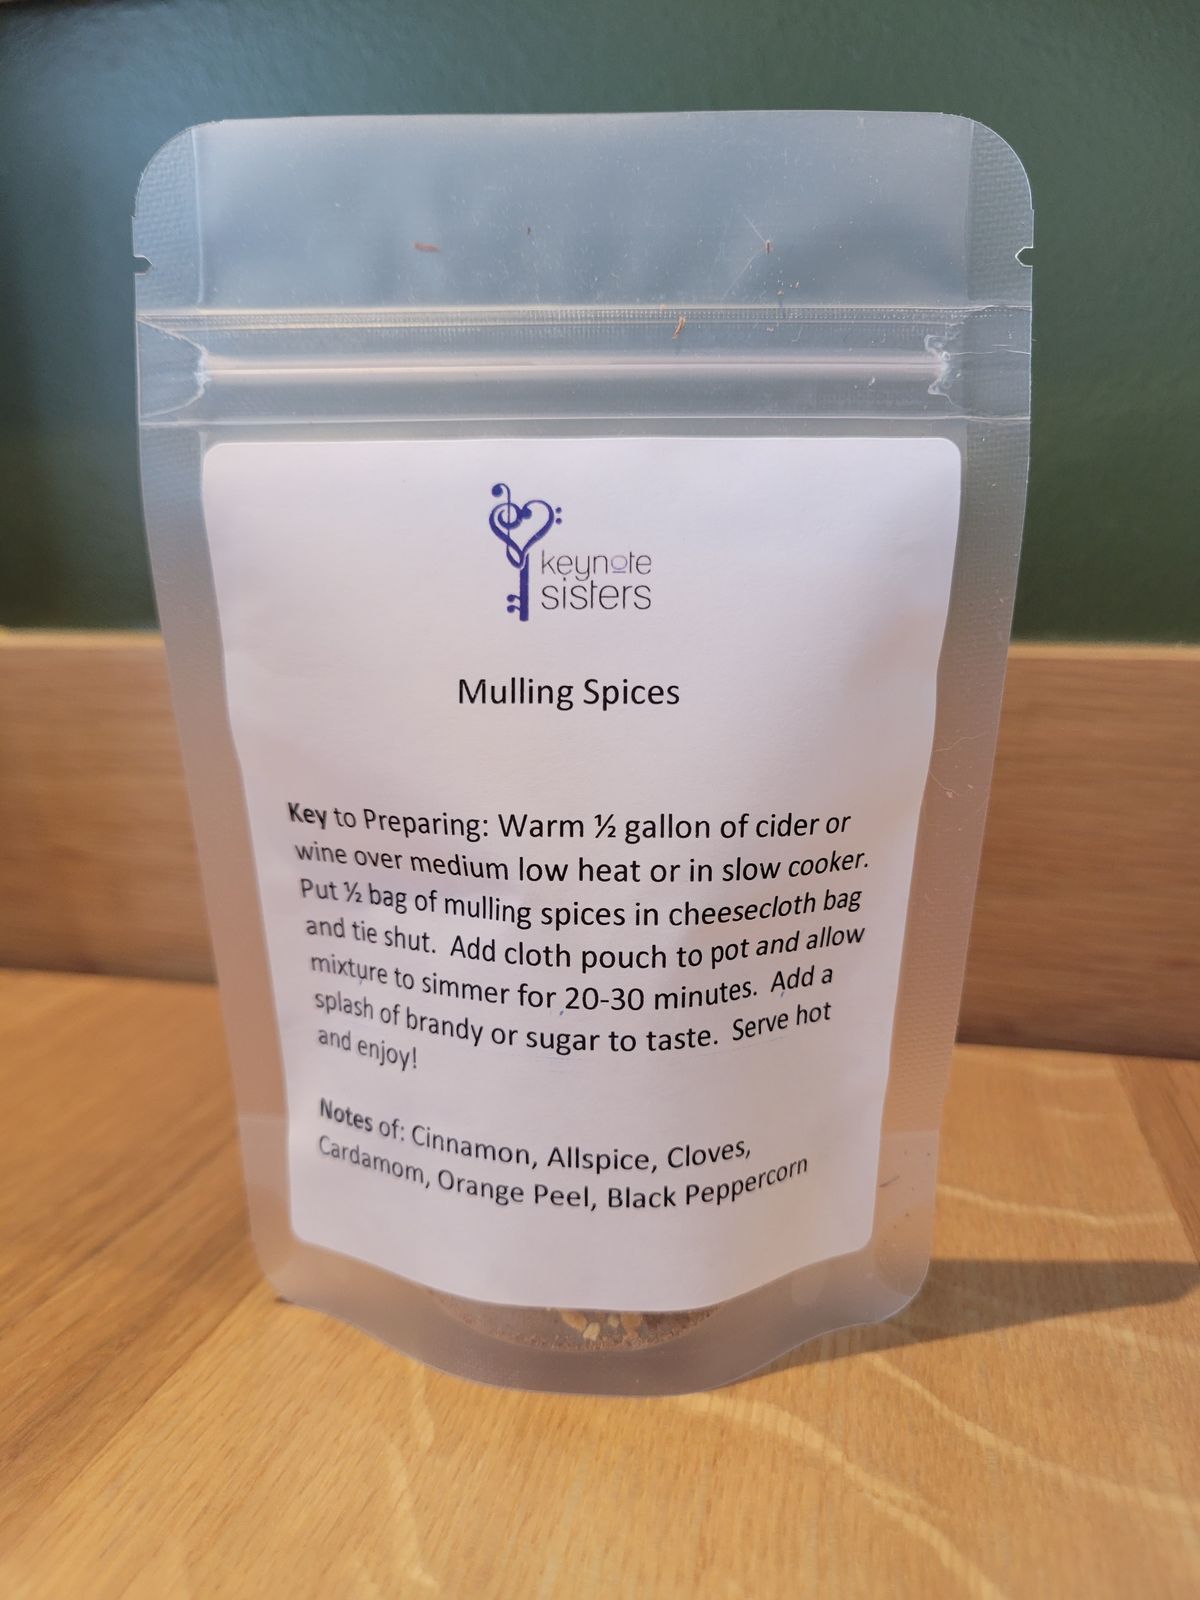 keynote
sisters
Mulling Spices
Key to Preparing: Warm ½ gallon of cider or
wine over medium low heat or in slow cooker.
Put ½ bag of mulling spices in cheesecloth bag
and tie shut.  Add cloth pouch to pot and allow
mixture to simmer for 20-30 minutes.  Add a
splash of brandy or sugar to taste.  Serve hot
and enjoy!
Notes of: Cinnamon, Allspice, Cloves,
Cardamom, Orange Peel, Black Peppercorn